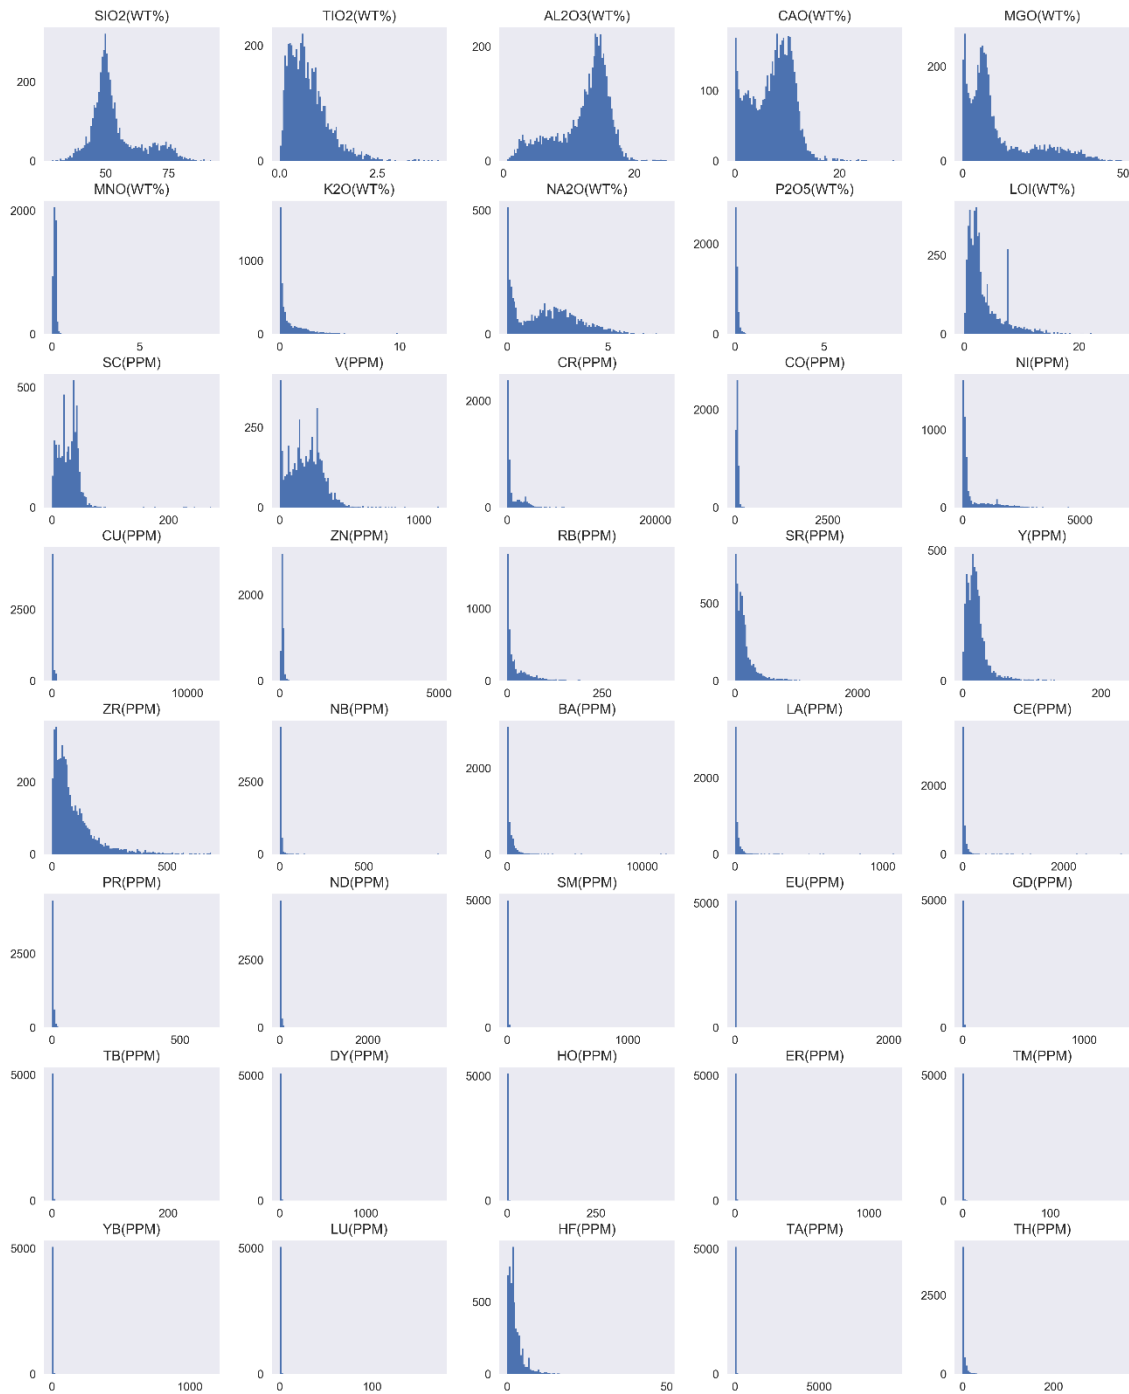 SIO2(WT%) TIO2(WT%) AL2O3(WT%) CAO(WT%) MGO(WT%)
200 0 200 0 200 0 100 0 200 0
50 75 0.0 2.5 0 20 0 20 0 50
MNO(WT%) K2O(WT%) NA2O(WT%) P2O5(WT%) LOI(WT%)
2000 0 1000 0 500 0 2000 0 250 0
0 5 0 10 0 5 0 5 0 20
SC(PPM) V(PPM) CR(PPM) CO(PPM) NI(PPM)
500 0 250 0 2000 0 2000 0 1000 0
0 200 0 1000 0 20000 0 2500 0 5000
CU(PPM) ZN(PPM) RB(PPM) SR(PPM) Y(PPM)
2500 0 2000 0 1000 0 500 0 500 0
0 10000 0 5000 0 250 0 2000 0 200
ZR(PPM) NB(PPM) BA(PPM) LA(PPM) CE(PPM)
200 0 2500 0 2000 0 2000 0 2000 0
0 500 0 500 0 10000 0 1000 0 2000
PR(PPM) ND(PPM) SM(PPM) EU(PPM) GD(PPM)
2500 0 2500 0 5000 0 5000 0 5000 0
0 500 0 2000 0 1000 0 2000 0 1000
TB(PPM) DY(PPM) HO(PPM) ER(PPM) TM(PPM)
5000 0 5000 0 5000 0 5000 0 5000 0
0 200 0 1000 0 250 0 1000 0 100
YB(PPM) LU(PPM) HF(PPM) TA(PPM) TH(PPM)
5000 0 5000 0 500 0 5000 0 2500 0
0 1000 0 100 0 50 0 5000 0 200